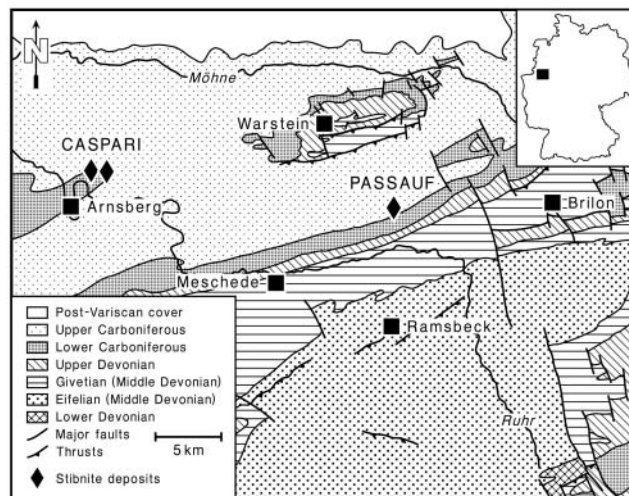 N
Möhne
Warstein
CASPARI
PASSAUF
Arnsberg
Brilon
Meschede
Ramsbeck
Ruhr
Post-Variscan cover
Upper Carboniferous
Lower Carboniferous
Upper Devonian
Givetian (Middle Devonian)
Eifelian (Middle Devonian)
Lower Devonian
Major faults
Thrusts
5 km
Stibnite deposits